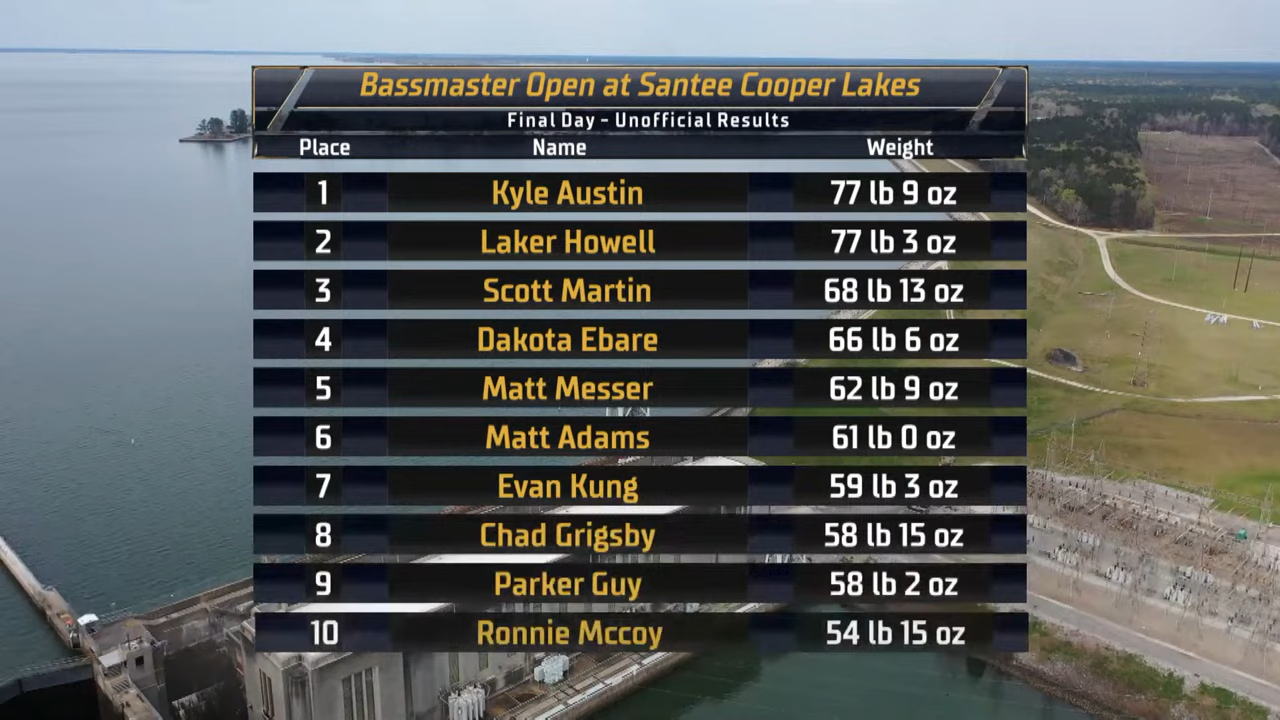 Bassmaster Open at Santee Cooper Lakes
Final Day - Unofficial Results
Place Name Weight
1 Kyle Austin 77 lb 9 oz
2 Laker Howell 77 lb 3 oz
3 Scott Martin 68 lb 13 oz
4 Dakota Ebare 66 lb 6 oz
5 Matt Messer 62 lb 9 oz
6 Matt Adams 61 lb 0 oz
7 Evan Kung 59 lb 3 oz
8 Chad Grigsby 58 lb 15 oz
9 Parker Guy 58 lb 2 oz
10 Ronnie Mccoy 54 lb 15 oz